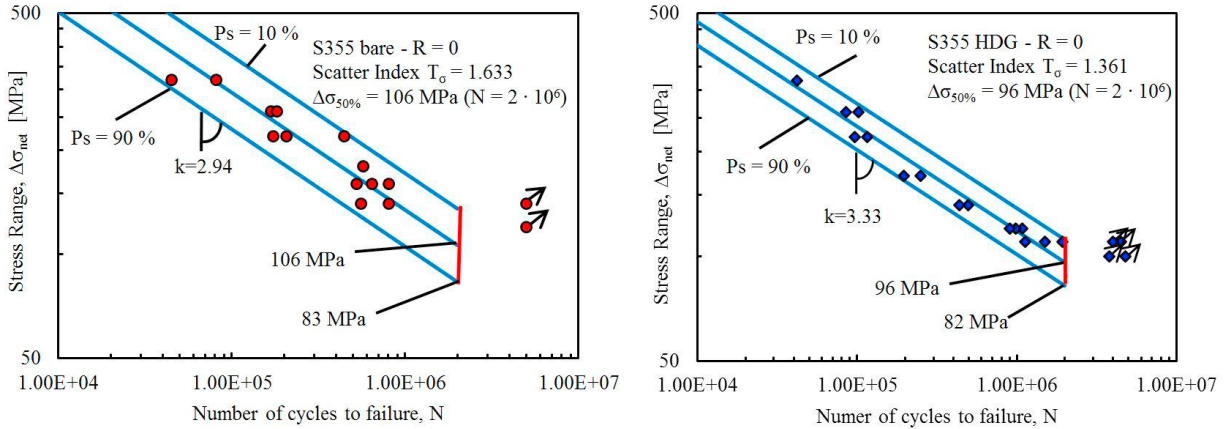 500
Ps = 10 %
S355 bare - R = 0
Scatter Index Tσ = 1.633
Δσ50% = 106 MPa (N = 2 · 10⁶)
Ps = 90 %
k=2.94
106 MPa
83 MPa
50
1.00E+04
1.00E+05
1.00E+06
1.00E+07
Number of cycles to failure, N
Stress Range, Δσnet [MPa]
500
Ps = 10 %
S355 HDG - R = 0
Scatter Index Tσ = 1.361
Δσ50% = 96 MPa (N = 2 · 10⁶)
Ps = 90 %
k=3.33
96 MPa
82 MPa
50
1.00E+04
1.00E+05
1.00E+06
1.00E+07
Numer of cycles to failure, N
Stress Range, Δσnet [MPa]